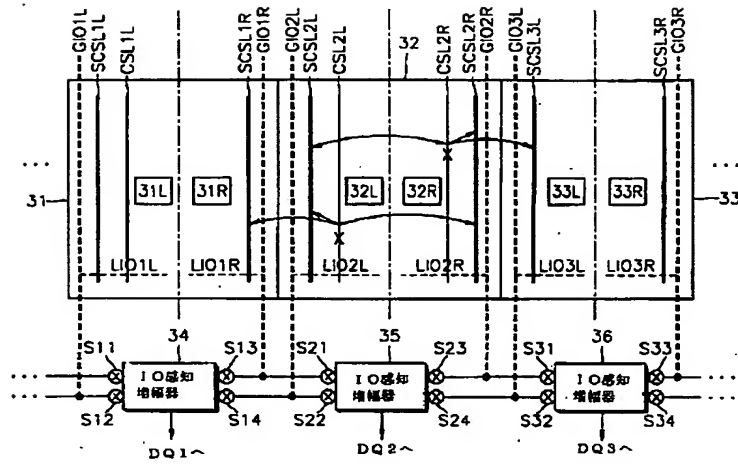 GIO1L
SCSL1L
CSL1L
SCSL1R
GIO1R
GIO2L
SCSL2L
CSL2L
32
CSL2R
SCSL2R
GIO2R
GIO3L
SCSL3L
SCSL3R
GIO3R
...
31
31L
31R
32L
32R
33L
33R
33
...
X
X
LIO1L
LIO1R
LIO2L
LIO2R
LIO3L
LIO3R
34
35
36
S11
S13
S21
S23
S31
S33
...
IO感知
増幅器
IO感知
増幅器
IO感知
増幅器
...
...
S12
S14
S22
S24
S32
S34
...
DQ1へ
DQ2へ
DQ3へ